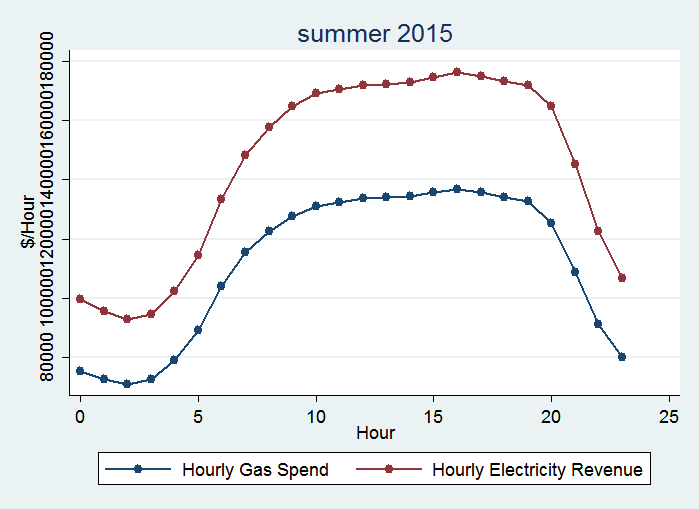 summer 2015
$/Hour
80000 100000 120000 140000 160000 180000
0 5 10 15 20 25
Hour
Hourly Gas Spend Hourly Electricity Revenue